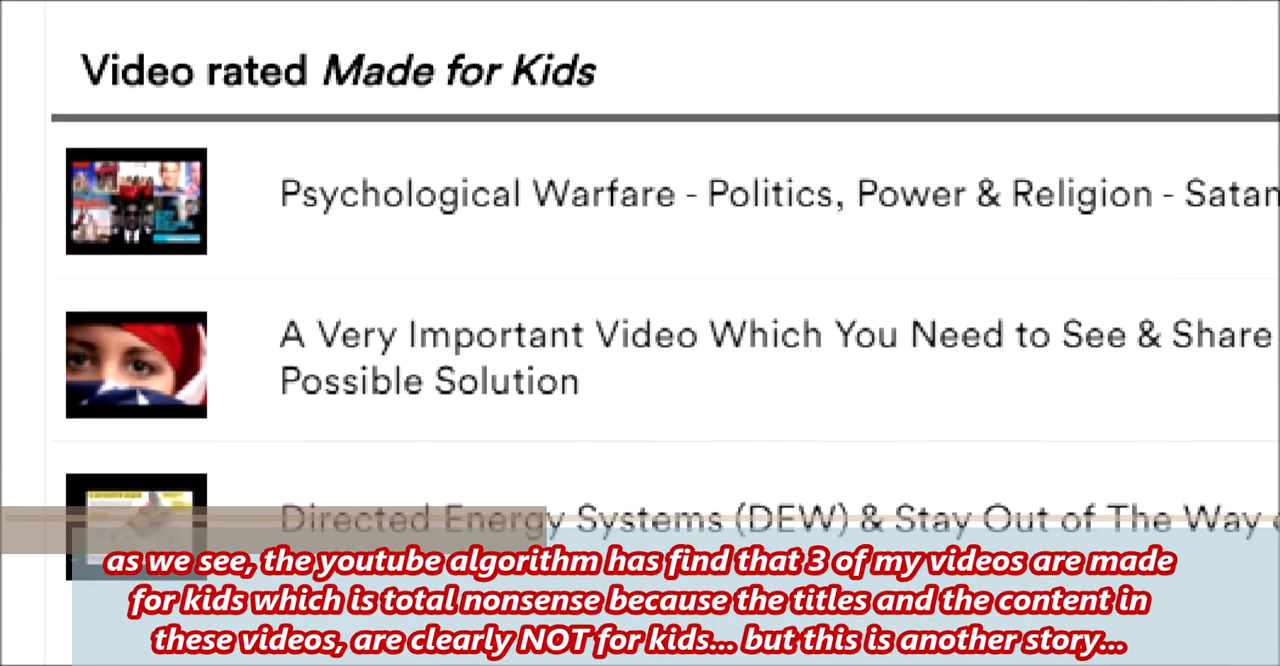 Video rated Made for Kids
Psychological Warfare - Politics, Power & Religion - Satan
A Very Important Video Which You Need to See & Share
Possible Solution
Directed Energy Systems (DEW) & Stay Out of The Way
as we see, the youtube algorithm has find that 3 of my videos are made
for kids which is total nonsense because the titles and the content in
these videos, are clearly NOT for kids... but this is another story...